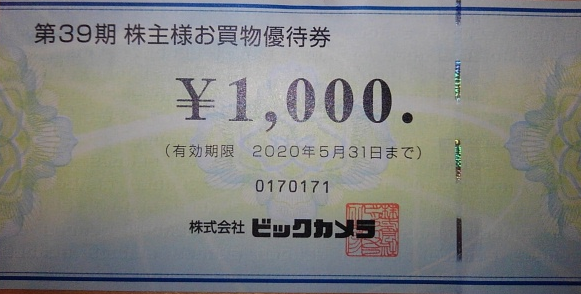 第39期 株主様お買物優待券
¥1,000.
(有効期限 2020年5月31日まで)
0170171
株式会社 ビックカメラ